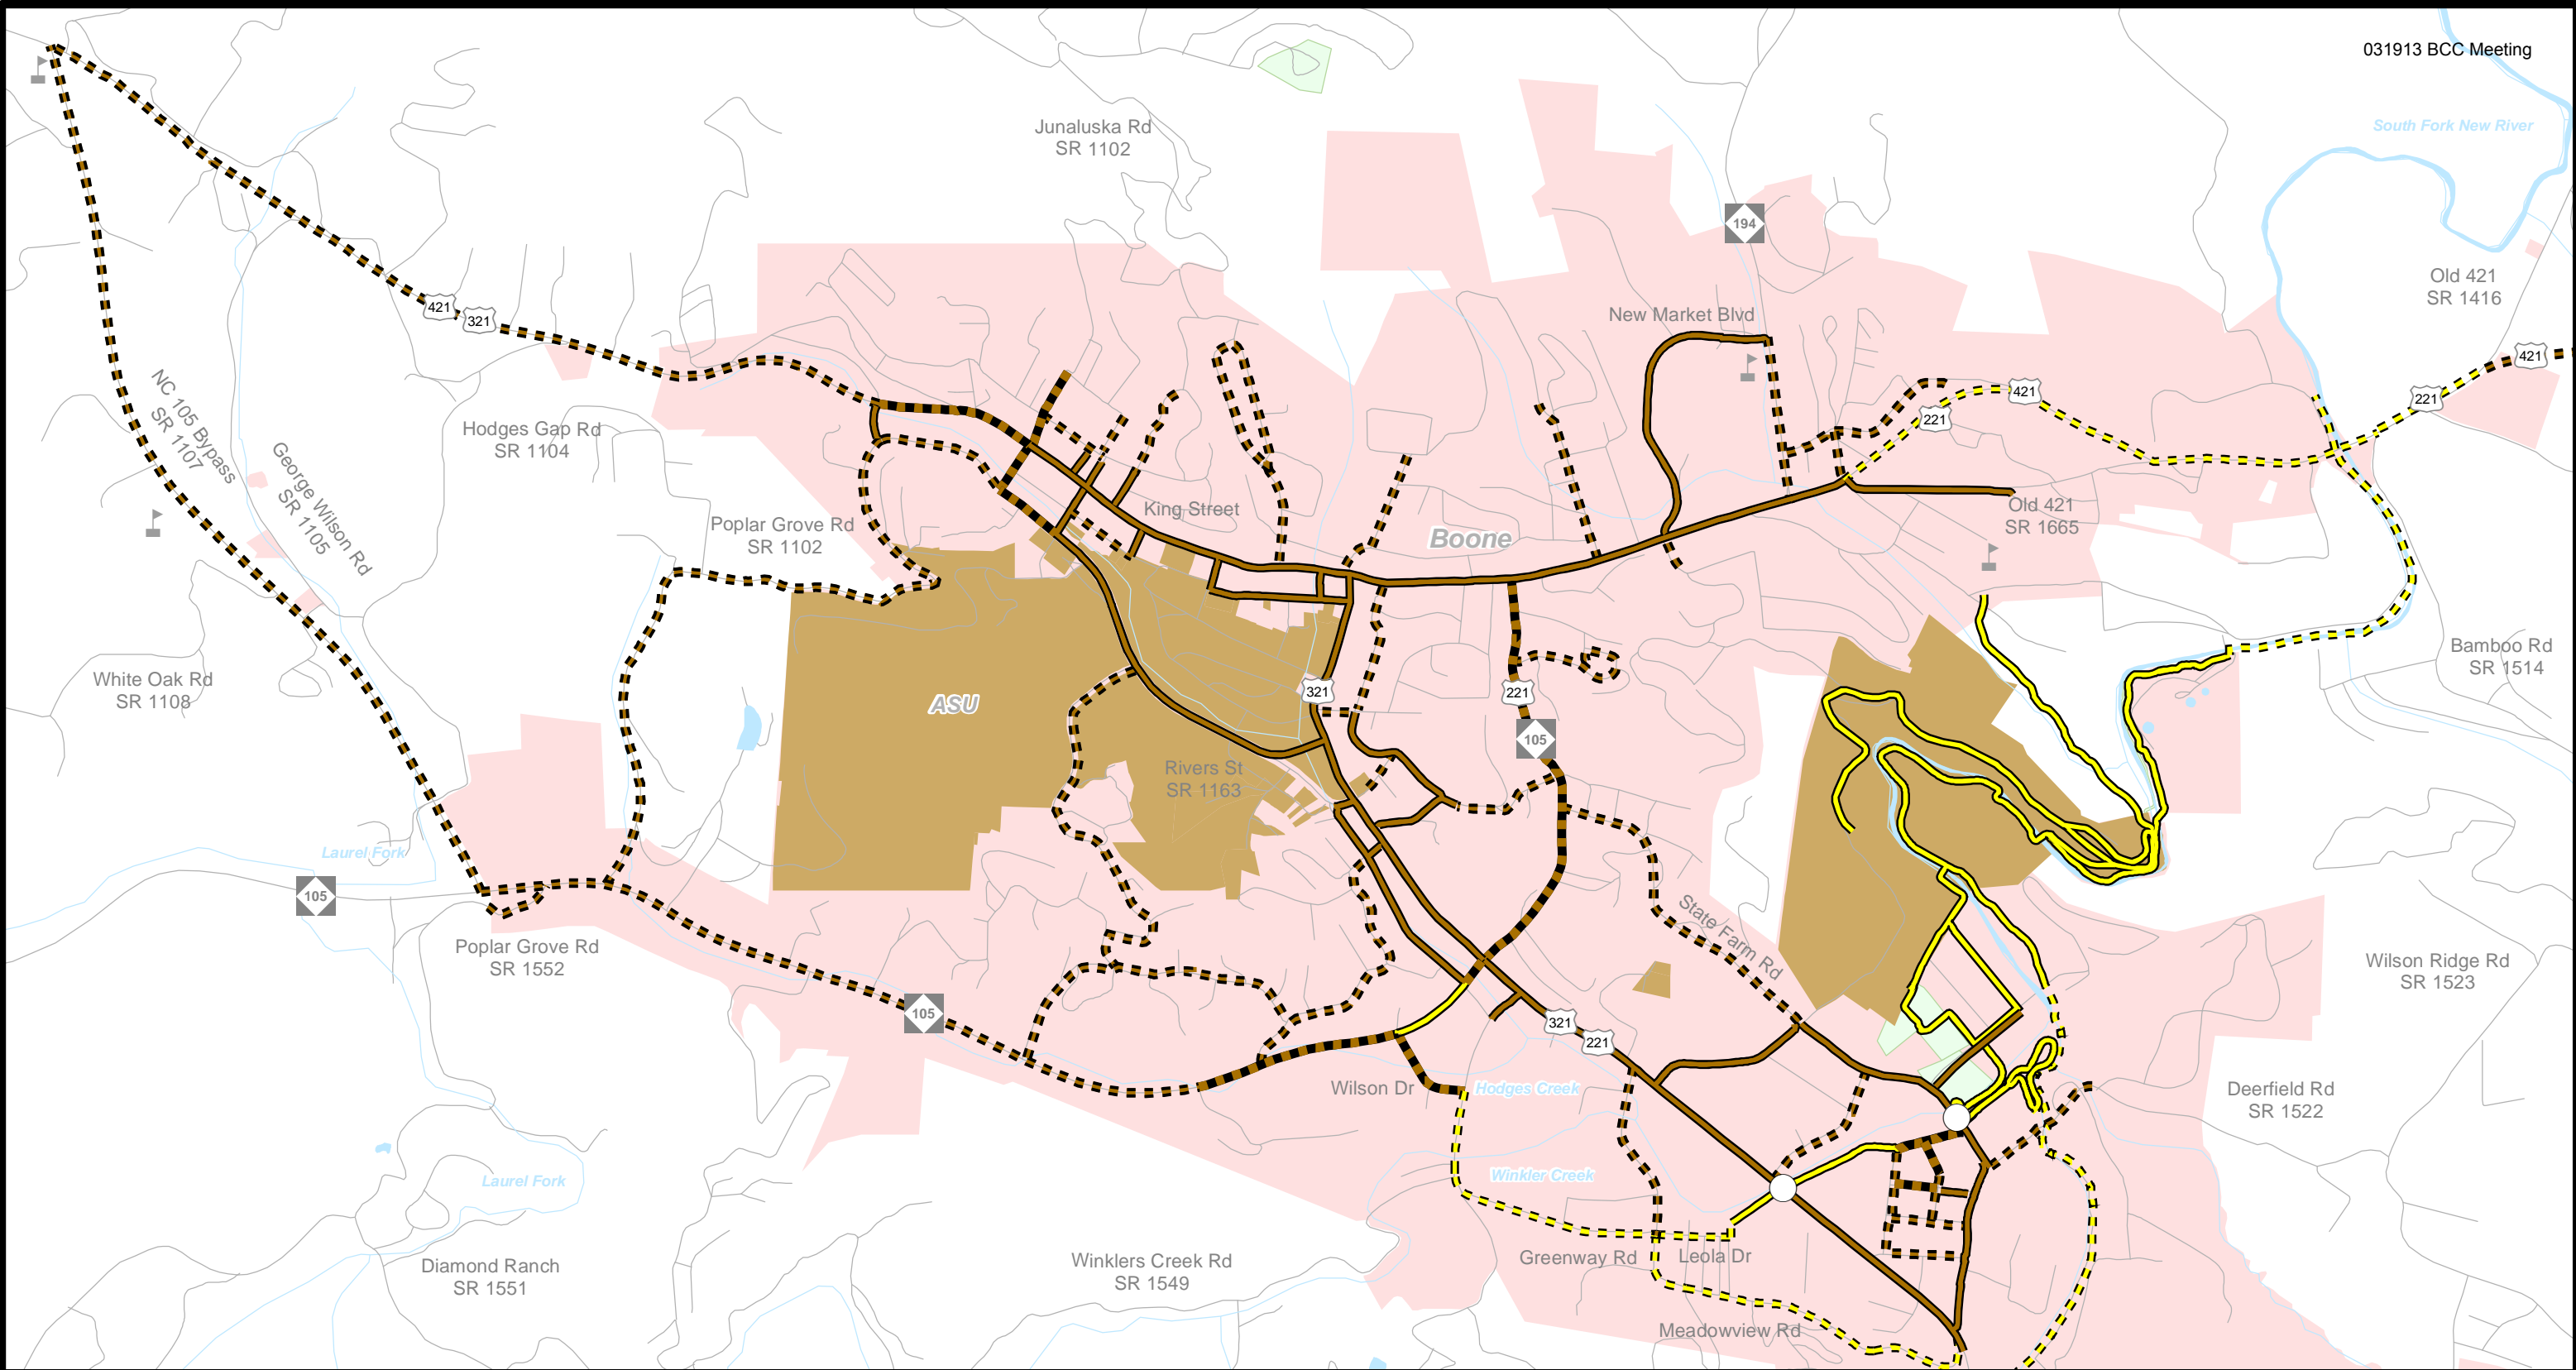 031913 BCC Meeting
South Fork New River
Junaluska Rd
SR 1102
194
Old 421
SR 1416
421
321
New Market Blvd
421
221
421
221
NC 105 Bypass
SR 1107
George Wilson Rd
SR 1105
Hodges Gap Rd
SR 1104
Poplar Grove Rd
SR 1102
King Street
Boone
Old 421
SR 1665
White Oak Rd
SR 1108
ASU
321
221
105
Bamboo Rd
SR 1514
Rivers St
SR 1163
Laurel Fork
105
Poplar Grove Rd
SR 1552
State Farm Rd
Wilson Ridge Rd
SR 1523
105
321
221
Wilson Dr
Hodges Creek
Deerfield Rd
SR 1522
Laurel Fork
Winkler Creek
Diamond Ranch
SR 1551
Winklers Creek Rd
SR 1549
Greenway Rd
Leola Dr
Meadowview Rd